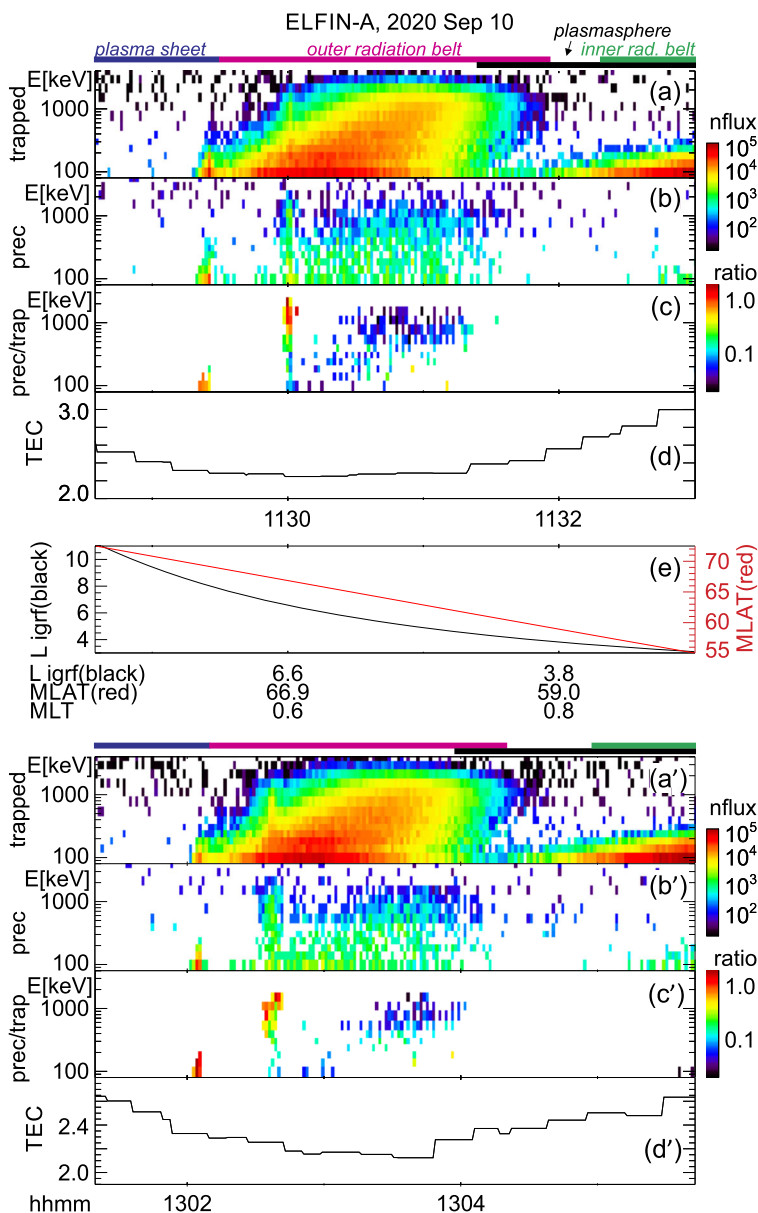 ELFIN-A, 2020 Sep 10
plasmasphere
plasma sheet outer radiation belt inner rad. belt
E[keV] (a)
trapped
1000
100
nflux
10^5
10^4
10^3
10^2
E[keV] (b)
prec
1000
100
ratio
1.0
0.1
E[keV] (c)
prec/trap
1000
100
3.0
TEC
2.0
(d)
1130 1132
10
8
6
4
L igrf(black)
(e)
70
65
60
55
MLAT(red)
L igrf(black) 6.6 3.8
MLAT(red) 66.9 59.0
MLT 0.6 0.8
E[keV] (a')
trapped
1000
100
nflux
10^5
10^4
10^3
10^2
E[keV] (b')
prec
1000
100
ratio
1.0
0.1
E[keV] (c')
prec/trap
1000
100
TEC
2.4
2.0
(d')
hhmm 1302 1304